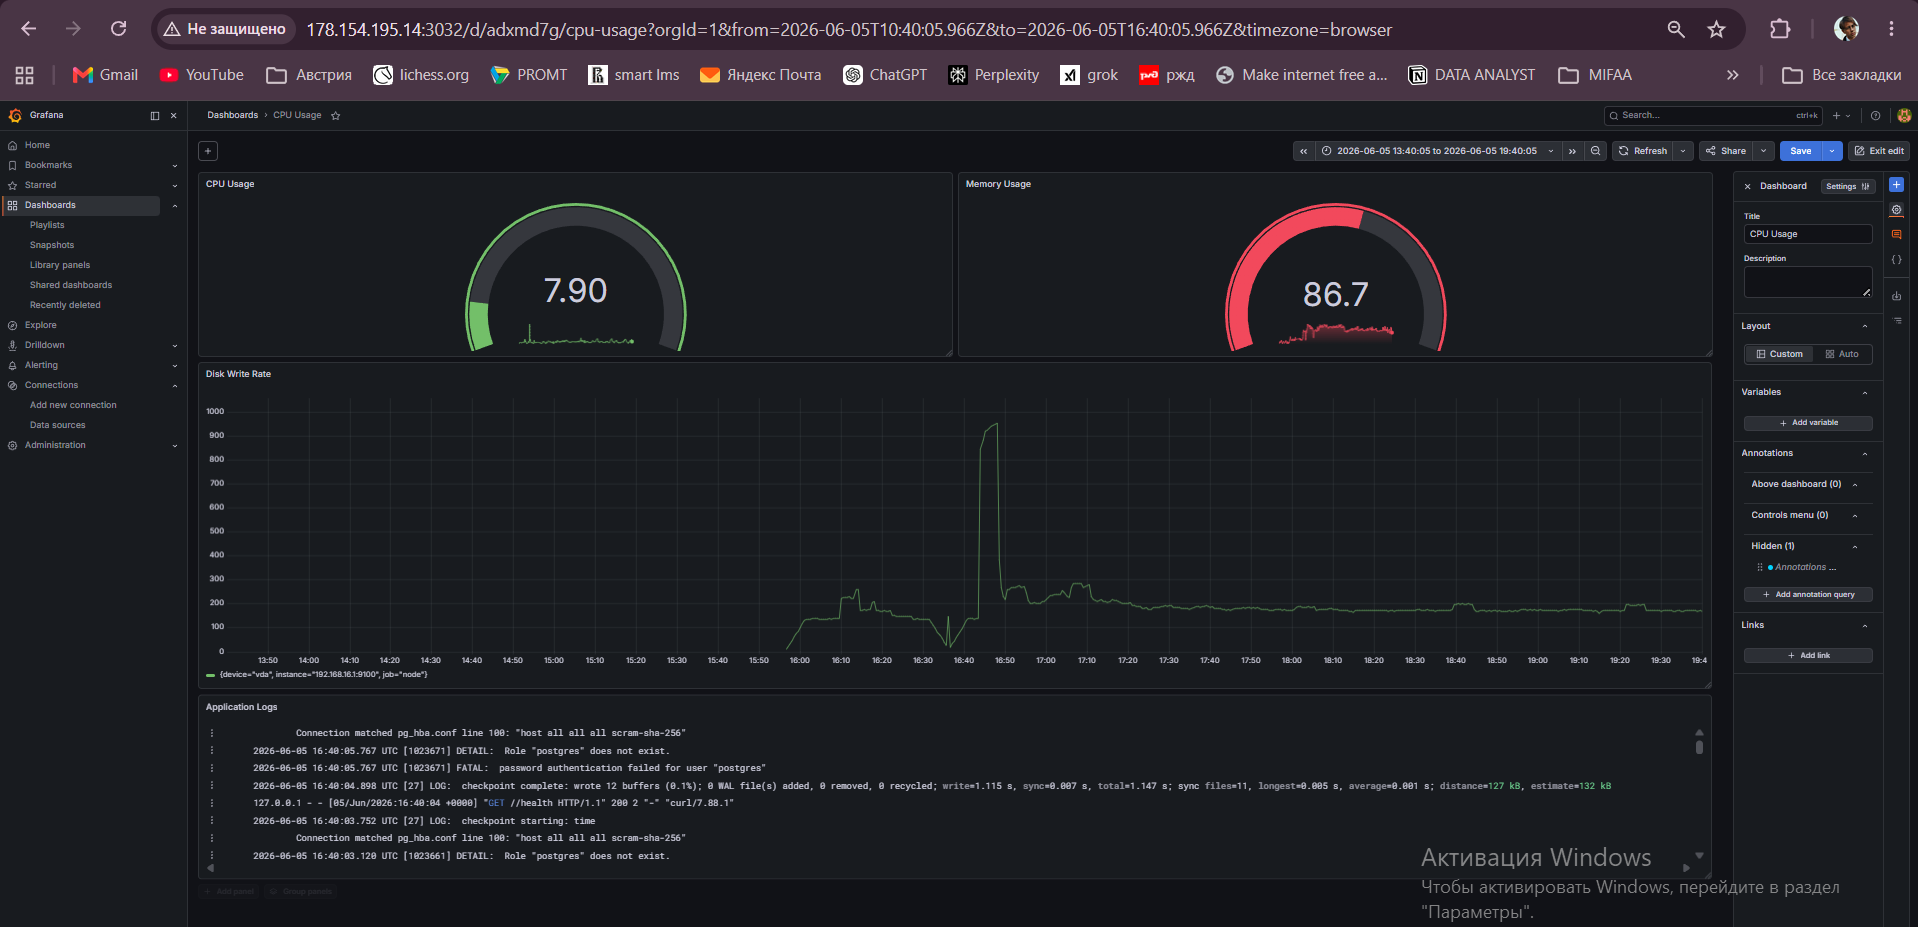 Не защищено
178.154.195.14:3032/d/adxmd7g/cpu-usage?orgId=1&from=2026-06-05T10:40:05.966Z&to=2026-06-05T16:40:05.966Z&timezone=browser
Gmail YouTube Австрия lichess.org PROMT smart lms Яндекс Почта ChatGPT Perplexity grok ржд Make internet free a... DATA ANALYST MIFAA » Все закладки
Grafana
Dashboards › CPU Usage
Search... ctrl+k
Home
Bookmarks
Starred
Dashboards
Playlists
Snapshots
Library panels
Shared dashboards
Recently deleted
Explore
Drilldown
Alerting
Connections
Add new connection
Data sources
Administration
2026-06-05 13:40:05 to 2026-06-05 19:40:05
Refresh
Share
Save
Exit edit
CPU Usage
7.90
Memory Usage
86.7
Disk Write Rate
1000
900
800
700
600
500
400
300
200
100
0
13:50 14:00 14:10 14:20 14:30 14:40 14:50 15:00 15:10 15:20 15:30 15:40 15:50 16:00 16:10 16:20 16:30 16:40 16:50 17:00 17:10 17:20 17:30 17:40 17:50 18:00 18:10 18:20 18:30 18:40 18:50 19:00 19:10 19:20 19:30 19:4
{device="vda", instance="192.168.16.1:9100", job="node"}
Application Logs
Connection matched pg_hba.conf line 100: "host all all all scram-sha-256"
2026-06-05 16:40:05.767 UTC [1023671] DETAIL:  Role "postgres" does not exist.
2026-06-05 16:40:05.767 UTC [1023671] FATAL:  password authentication failed for user "postgres"
2026-06-05 16:40:04.898 UTC [27] LOG:  checkpoint complete: wrote 12 buffers (0.1%); 0 WAL file(s) added, 0 removed, 0 recycled; write=1.115 s, sync=0.007 s, total=1.147 s; sync files=11, longest=0.005 s, average=0.001 s; distance=127 kB, estimate=132 kB
127.0.0.1 - - [05/Jun/2026:16:40:04 +0000] "GET //health HTTP/1.1" 200 2 "-" "curl/7.88.1"
2026-06-05 16:40:03.752 UTC [27] LOG:  checkpoint starting: time
Connection matched pg_hba.conf line 100: "host all all all scram-sha-256"
2026-06-05 16:40:03.120 UTC [1023661] DETAIL:  Role "postgres" does not exist.
+ Add panel Group panels
Dashboard Settings
Title
CPU Usage
Description
Layout
Custom Auto
Variables
+ Add variable
Annotations
Above dashboard (0)
Controls menu (0)
Hidden (1)
Annotations ...
+ Add annotation query
Links
+ Add link
Активация Windows
Чтобы активировать Windows, перейдите в раздел
"Параметры".